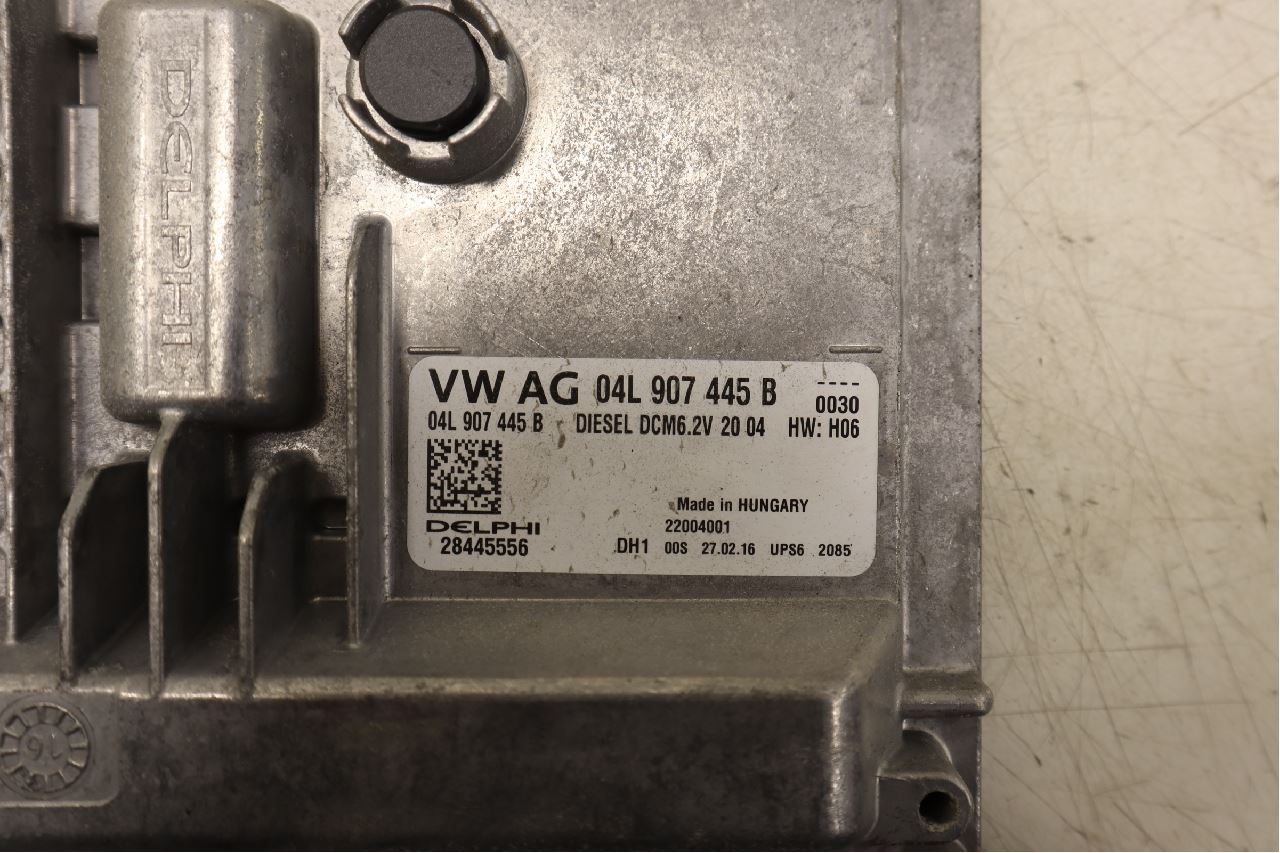 DELPHI
VW AG 04L 907 445 B ----
0030
04L 907 445 B DIESEL DCM6.2V 20 04 HW: H06
Made in HUNGARY
DELPHI 22004001
28445556 DH1 00S 27.02.16 UPS6 2085
16